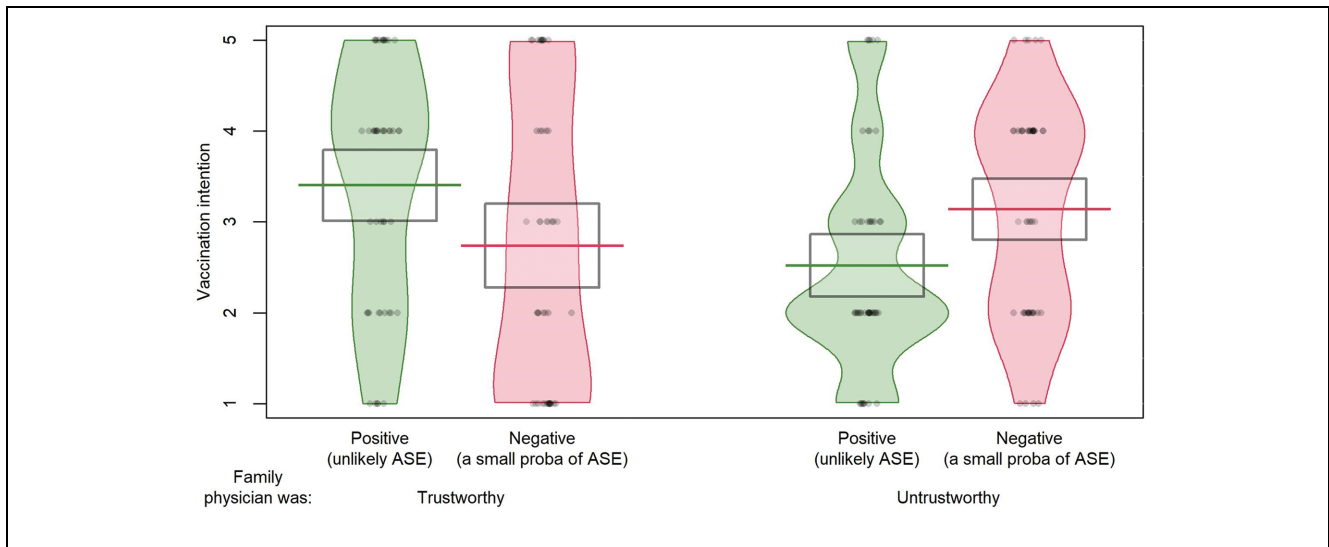 Vaccination intention
5
4
3
2
1
Positive
(unlikely ASE)
Negative
(a small proba of ASE)
Positive
(unlikely ASE)
Negative
(a small proba of ASE)
Family
physician was:
Trustworthy
Untrustworthy